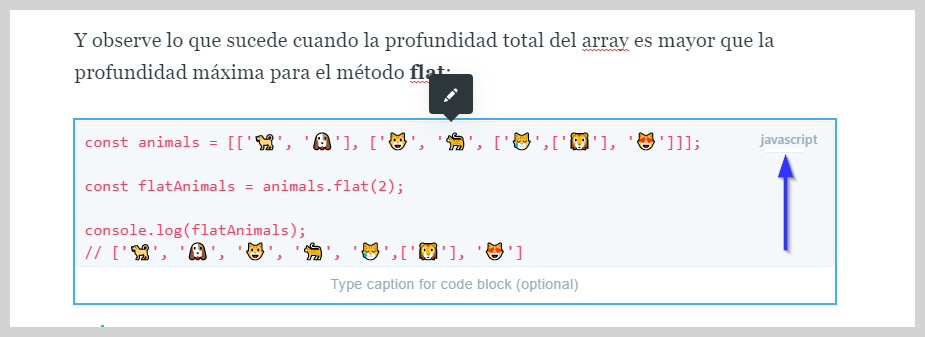 Y observe lo que sucede cuando la profundidad total del array es mayor que la
profundidad máxima para el método flat:
const animals = [['🐕', '🐶'], ['😺', '🐈', ['😹',['🦁'], '😻']]];
javascript
const flatAnimals = animals.flat(2);
console.log(flatAnimals);
// ['🐕', '🐶', '😺', '🐈', '😹',['🦁'], '😻']
Type caption for code block (optional)